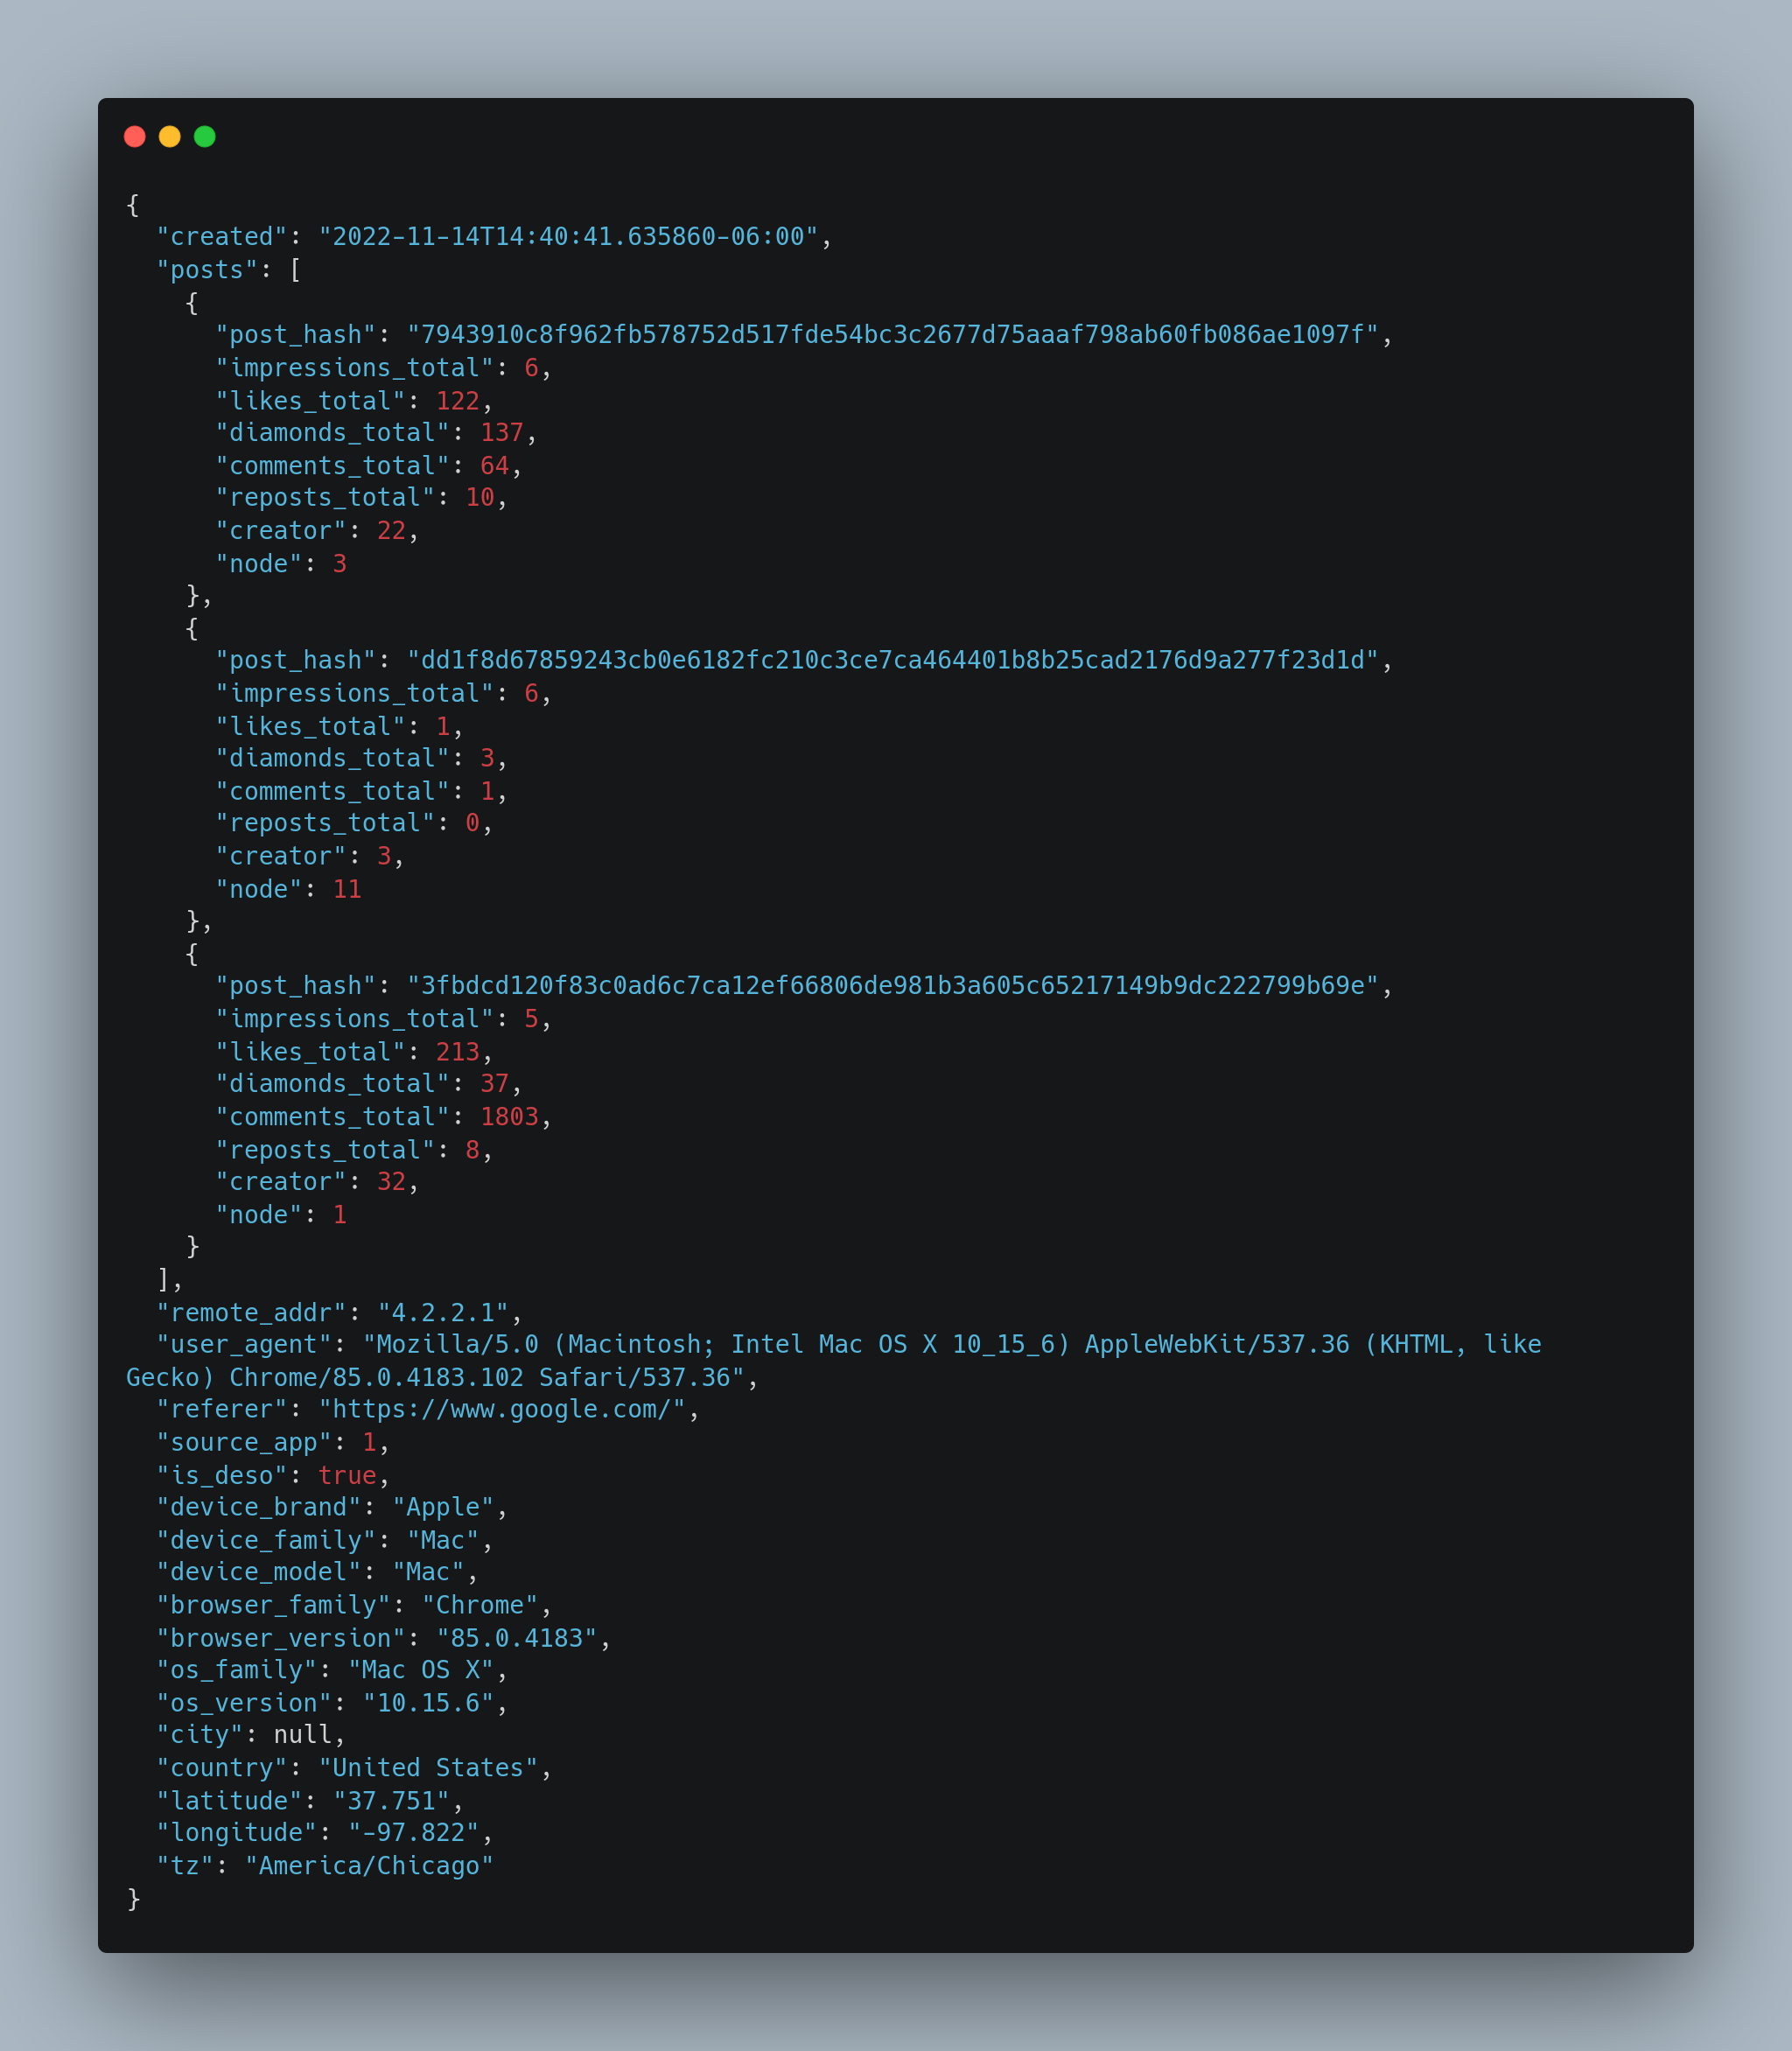 {
  "created": "2022-11-14T14:40:41.635860-06:00",
  "posts": [
    {
      "post_hash": "7943910c8f962fb578752d517fde54bc3c2677d75aaaf798ab60fb086ae1097f",
      "impressions_total": 6,
      "likes_total": 122,
      "diamonds_total": 137,
      "comments_total": 64,
      "reposts_total": 10,
      "creator": 22,
      "node": 3
    },
    {
      "post_hash": "dd1f8d67859243cb0e6182fc210c3ce7ca464401b8b25cad2176d9a277f23d1d",
      "impressions_total": 6,
      "likes_total": 1,
      "diamonds_total": 3,
      "comments_total": 1,
      "reposts_total": 0,
      "creator": 3,
      "node": 11
    },
    {
      "post_hash": "3fbdcd120f83c0ad6c7ca12ef66806de981b3a605c65217149b9dc222799b69e",
      "impressions_total": 5,
      "likes_total": 213,
      "diamonds_total": 37,
      "comments_total": 1803,
      "reposts_total": 8,
      "creator": 32,
      "node": 1
    }
  ],
  "remote_addr": "4.2.2.1",
  "user_agent": "Mozilla/5.0 (Macintosh; Intel Mac OS X 10_15_6) AppleWebKit/537.36 (KHTML, like
Gecko) Chrome/85.0.4183.102 Safari/537.36",
  "referer": "https://www.google.com/",
  "source_app": 1,
  "is_deso": true,
  "device_brand": "Apple",
  "device_family": "Mac",
  "device_model": "Mac",
  "browser_family": "Chrome",
  "browser_version": "85.0.4183",
  "os_family": "Mac OS X",
  "os_version": "10.15.6",
  "city": null,
  "country": "United States",
  "latitude": "37.751",
  "longitude": "-97.822",
  "tz": "America/Chicago"
}